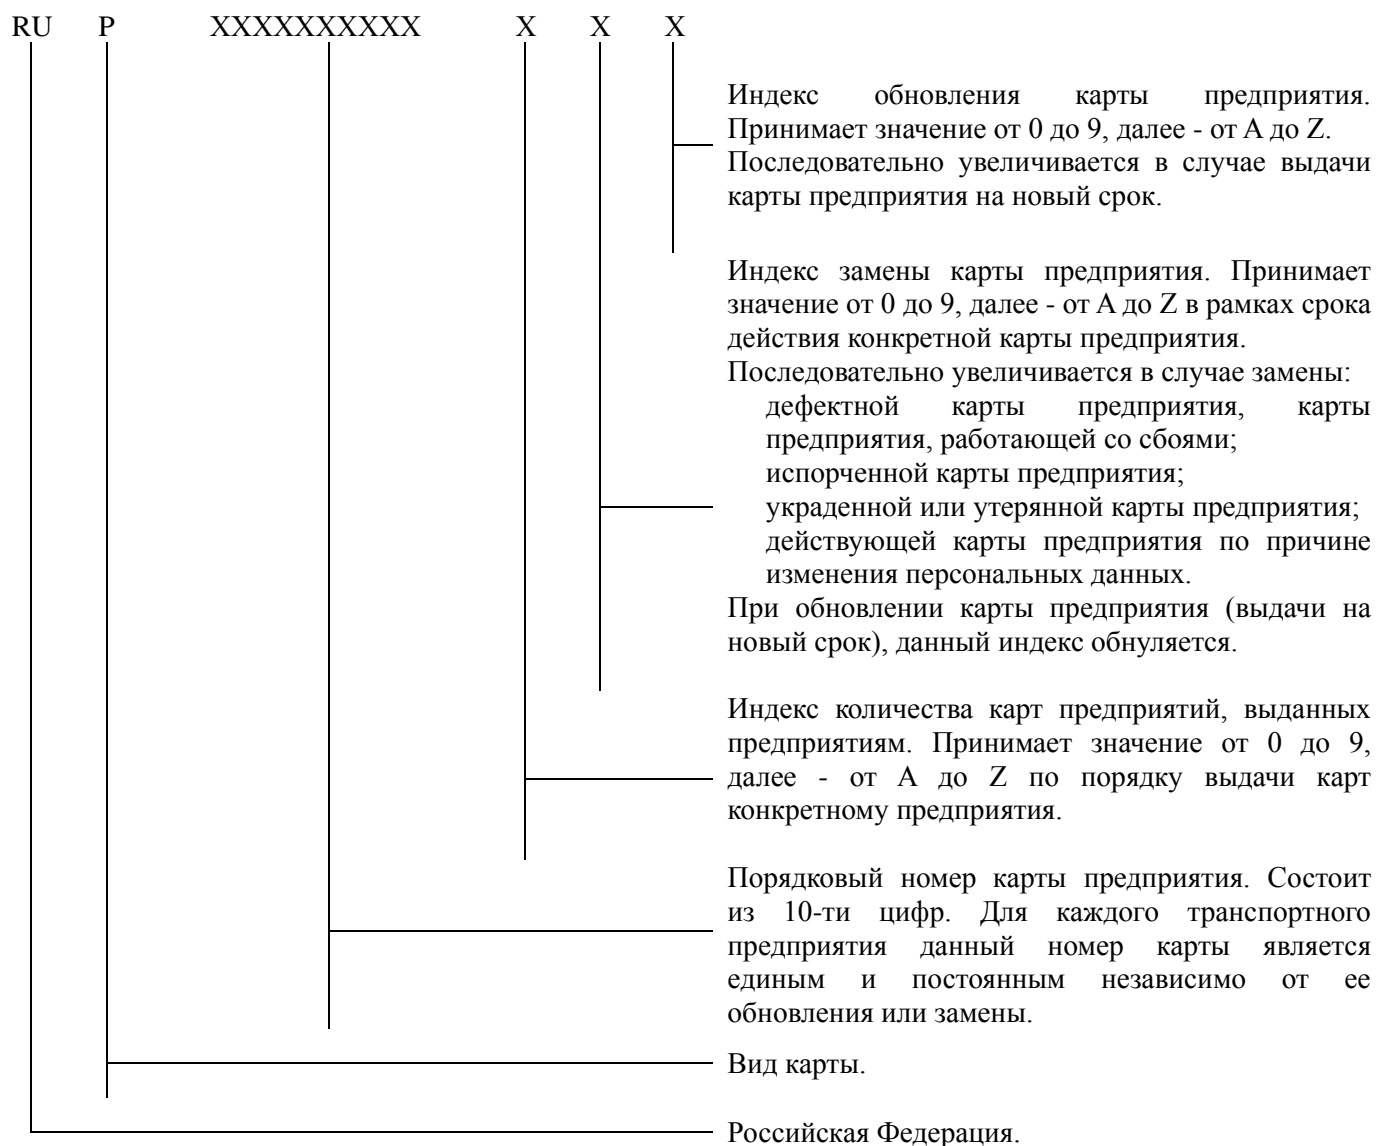 RU P XXXXXXXXXX X X X
Индекс обновления карты предприятия.
Принимает значение от 0 до 9, далее - от A до Z.
Последовательно увеличивается в случае выдачи
карты предприятия на новый срок.
Индекс замены карты предприятия. Принимает
значение от 0 до 9, далее - от A до Z в рамках срока
действия конкретной карты предприятия.
Последовательно увеличивается в случае замены:
дефектной карты предприятия, карты
предприятия, работающей со сбоями;
испорченной карты предприятия;
украденной или утерянной карты предприятия;
действующей карты предприятия по причине
изменения персональных данных.
При обновлении карты предприятия (выдачи на
новый срок), данный индекс обнуляется.
Индекс количества карт предприятий, выданных
предприятиям. Принимает значение от 0 до 9,
далее - от A до Z по порядку выдачи карт
конкретному предприятия.
Порядковый номер карты предприятия. Состоит
из 10-ти цифр. Для каждого транспортного
предприятия данный номер карты является
единым и постоянным независимо от ее
обновления или замены.
Вид карты.
Российская Федерация.